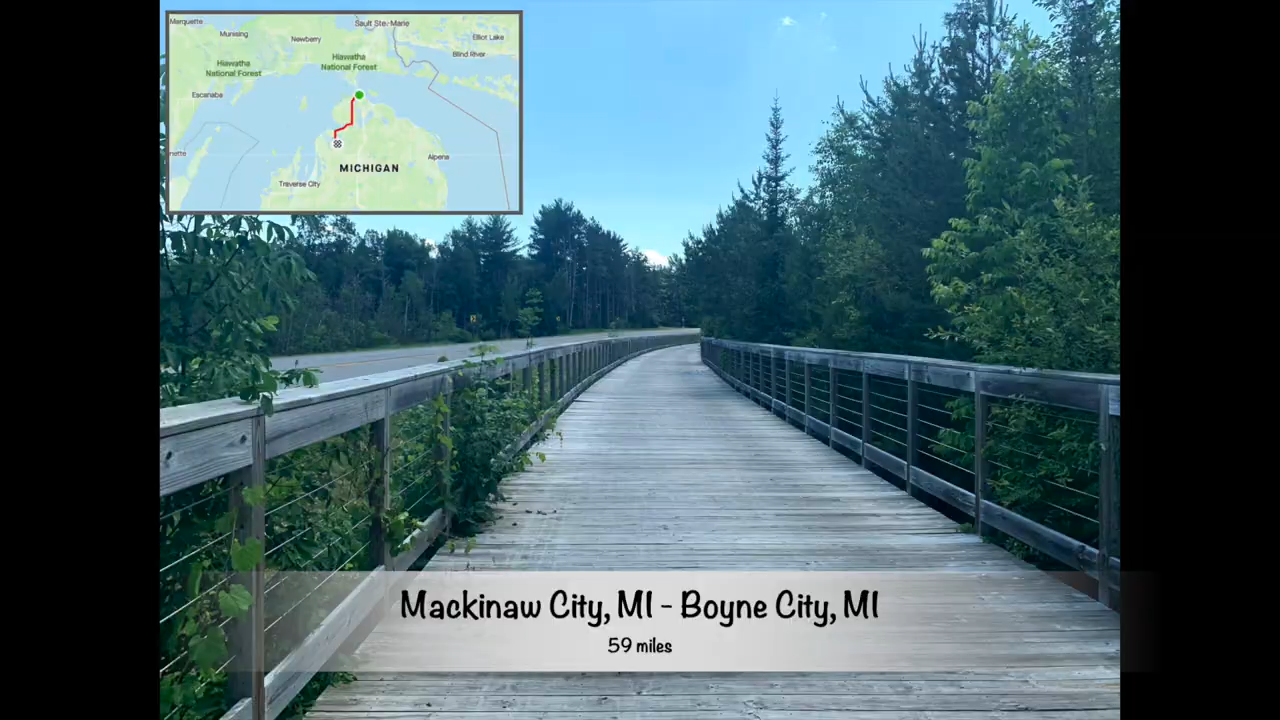 Marquette
Sault Ste. Marie
Munising
Newberry
Elliot Lake
Blind River
Hiawatha
National Forest
Hiawatha
National Forest
Escanaba
nette
Alpena
MICHIGAN
Traverse City
Mackinaw City, MI - Boyne City, MI
59 miles